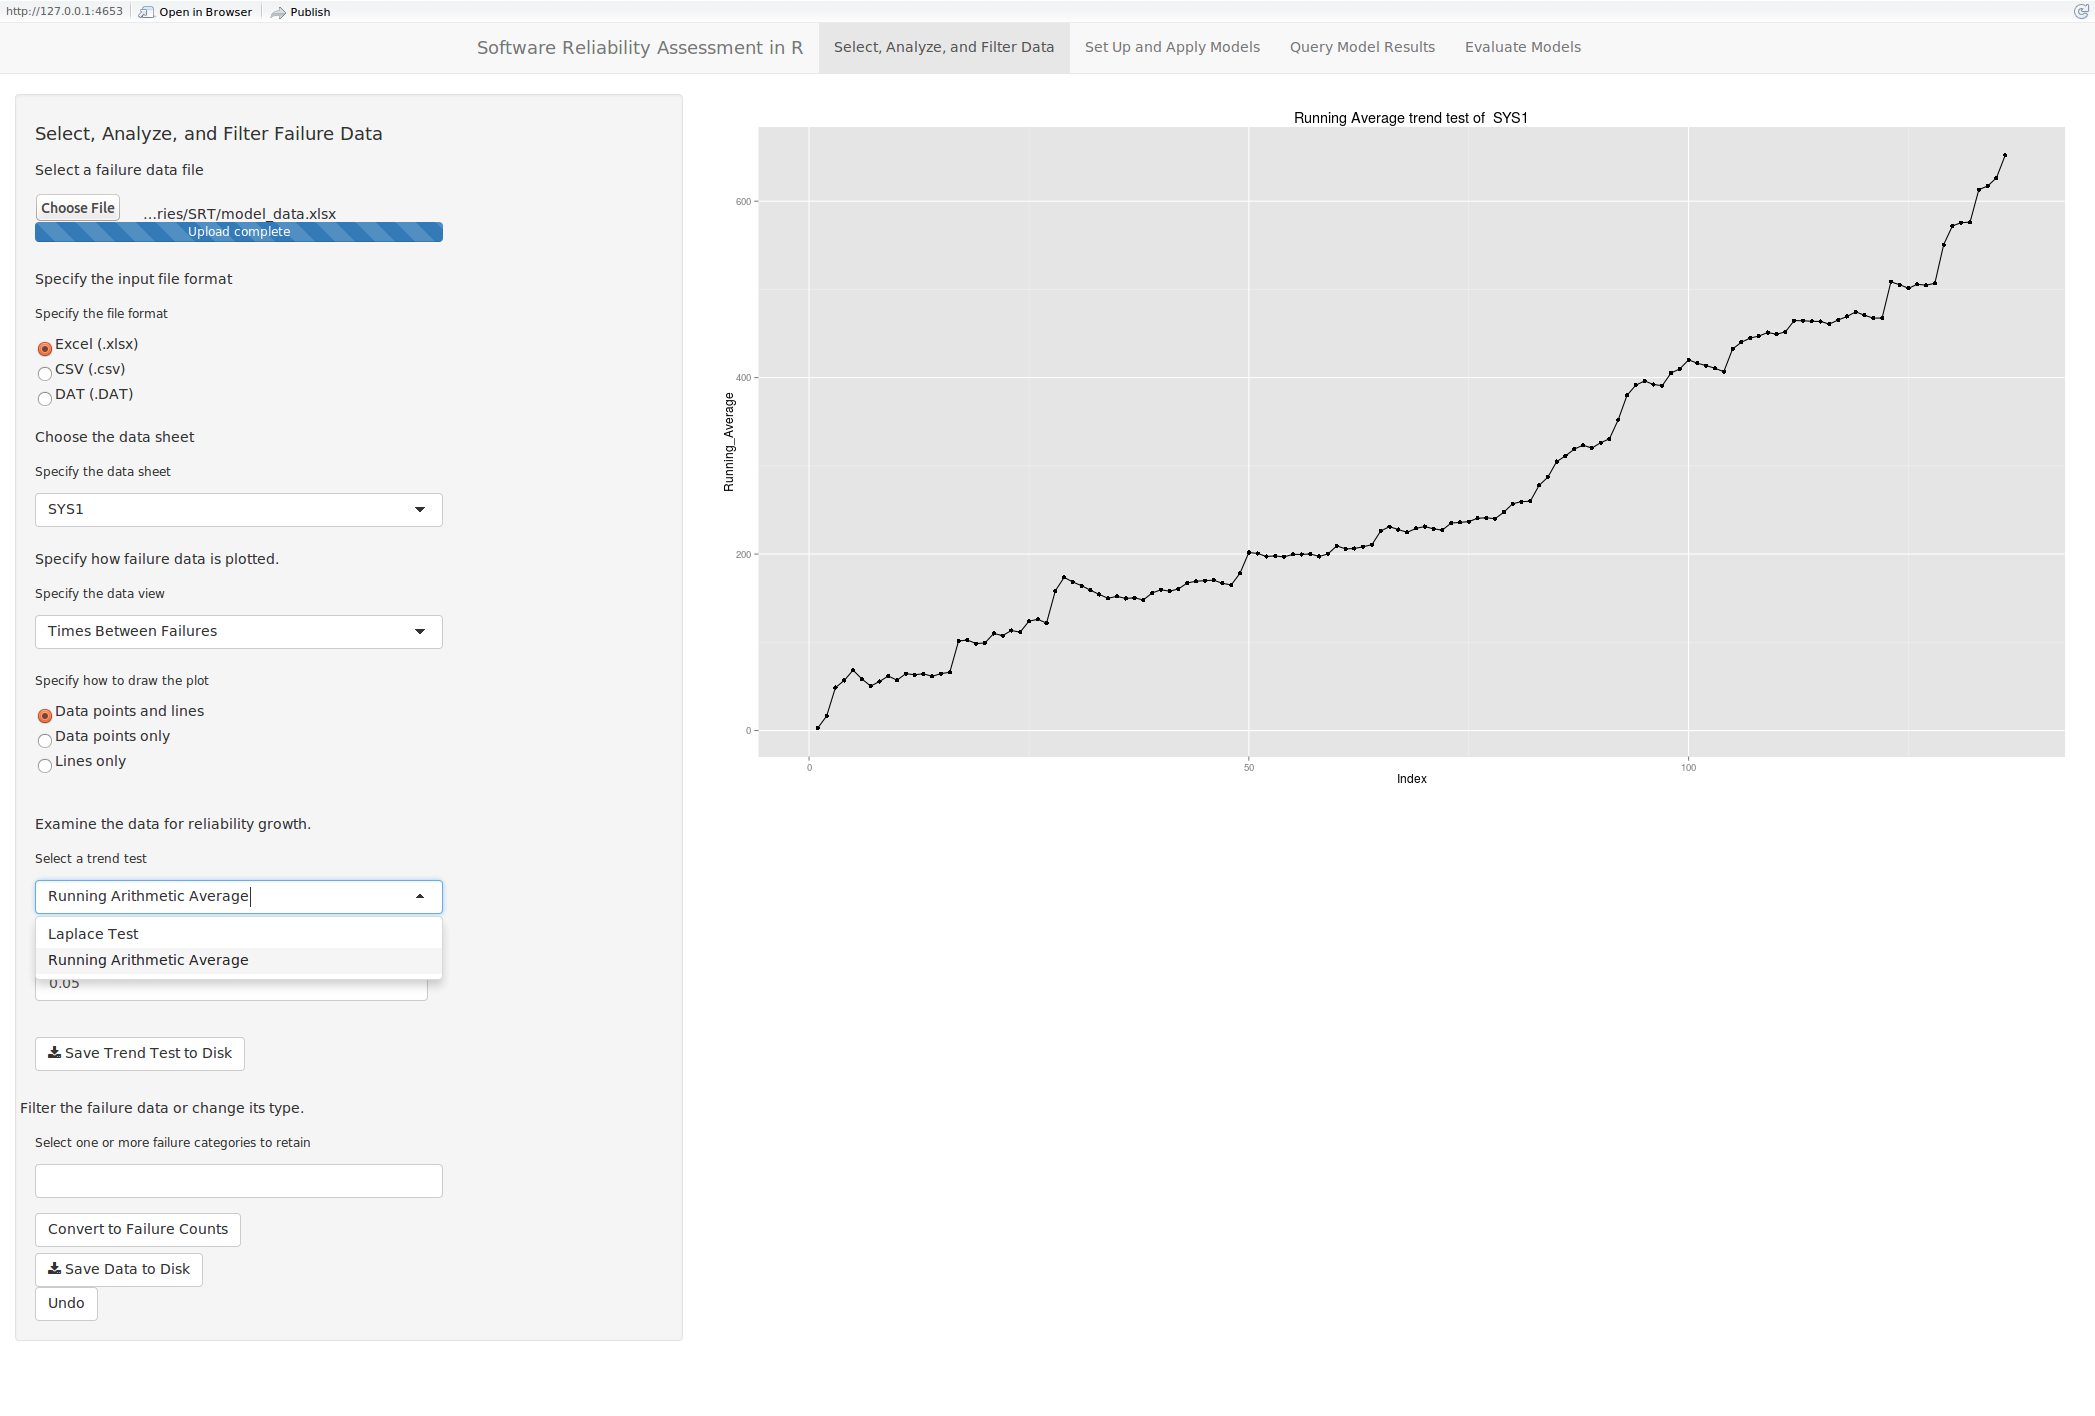 http://127.0.0.1:4653 Open in Browser Publish
Software Reliability Assessment in R Select, Analyze, and Filter Data Set Up and Apply Models Query Model Results Evaluate Models
Select, Analyze, and Filter Failure Data
Select a failure data file
Choose File ...ries/SRT/model_data.xlsx
Upload complete
Specify the input file format
Specify the file format
Excel (.xlsx)
CSV (.csv)
DAT (.DAT)
Choose the data sheet
Specify the data sheet
SYS1
Specify how failure data is plotted.
Specify the data view
Times Between Failures
Specify how to draw the plot
Data points and lines
Data points only
Lines only
Examine the data for reliability growth.
Select a trend test
Running Arithmetic Average
Laplace Test
Running Arithmetic Average
0.05
Save Trend Test to Disk
Filter the failure data or change its type.
Select one or more failure categories to retain
Convert to Failure Counts
Save Data to Disk
Undo
Running Average trend test of  SYS1
Running_Average
600
400
200
0
0 50 100
Index